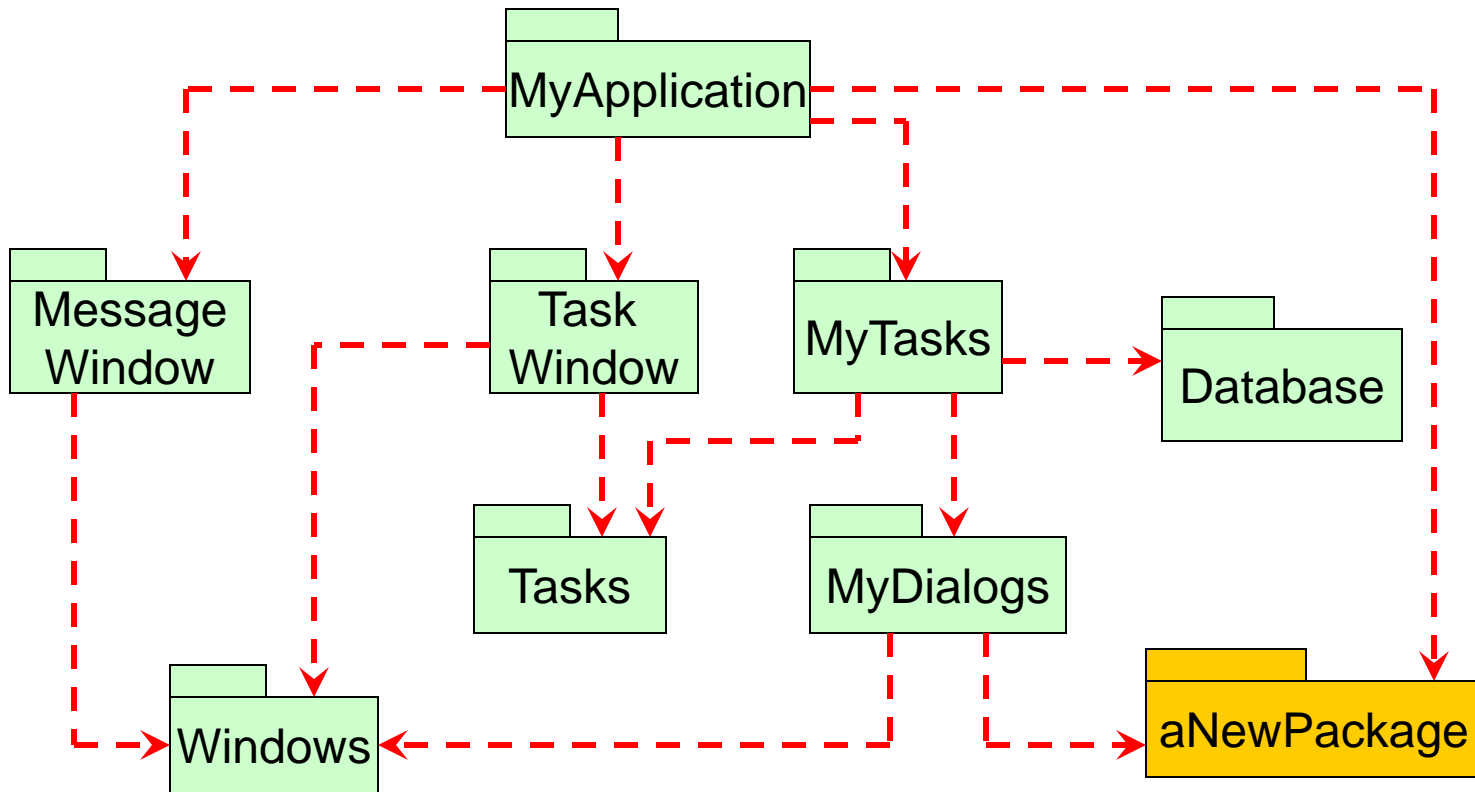 MyApplication
Message
Window
Task
Window
MyTasks
Database
Tasks
MyDialogs
Windows
aNewPackage